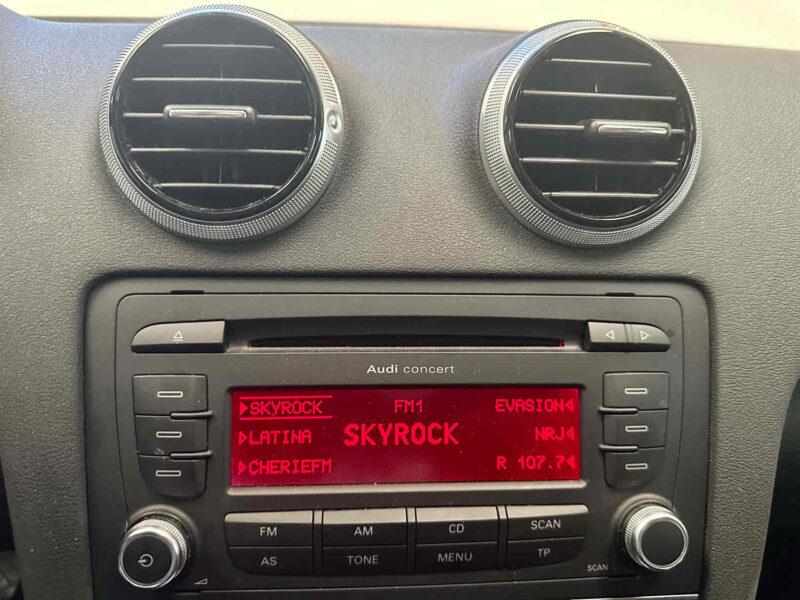 Audi concert
SKYROCK FM1 EVASION
LATINA SKYROCK NRJ
CHERIEFM R 107.7
FM AM CD SCAN
AS TONE MENU TP
SCAN